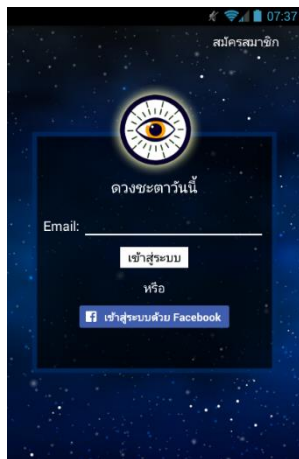 07:37
สมัครสมาชิก
ดวงชะตาวันนี้
Email:
เข้าสู่ระบบ
หรือ
f เข้าสู่ระบบด้วย Facebook